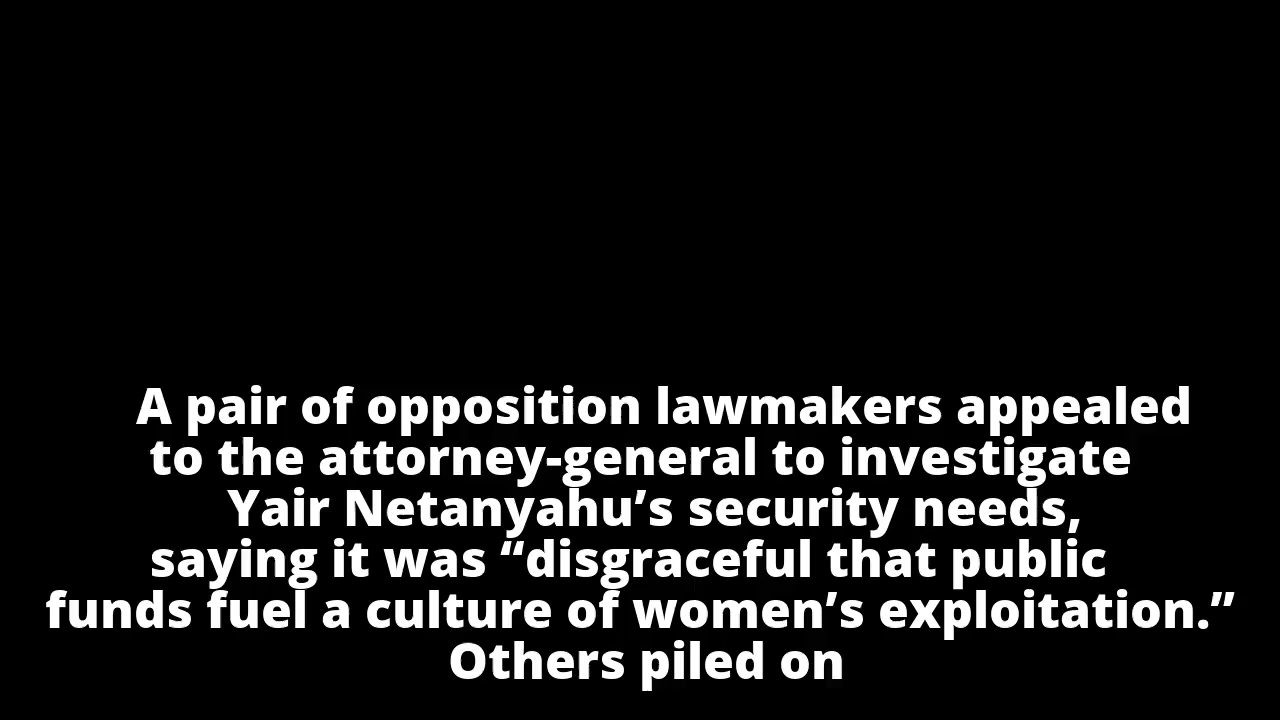 A pair of opposition lawmakers appealed
to the attorney-general to investigate
Yair Netanyahu’s security needs,
saying it was “disgraceful that public
funds fuel a culture of women’s exploitation.”
Others piled on